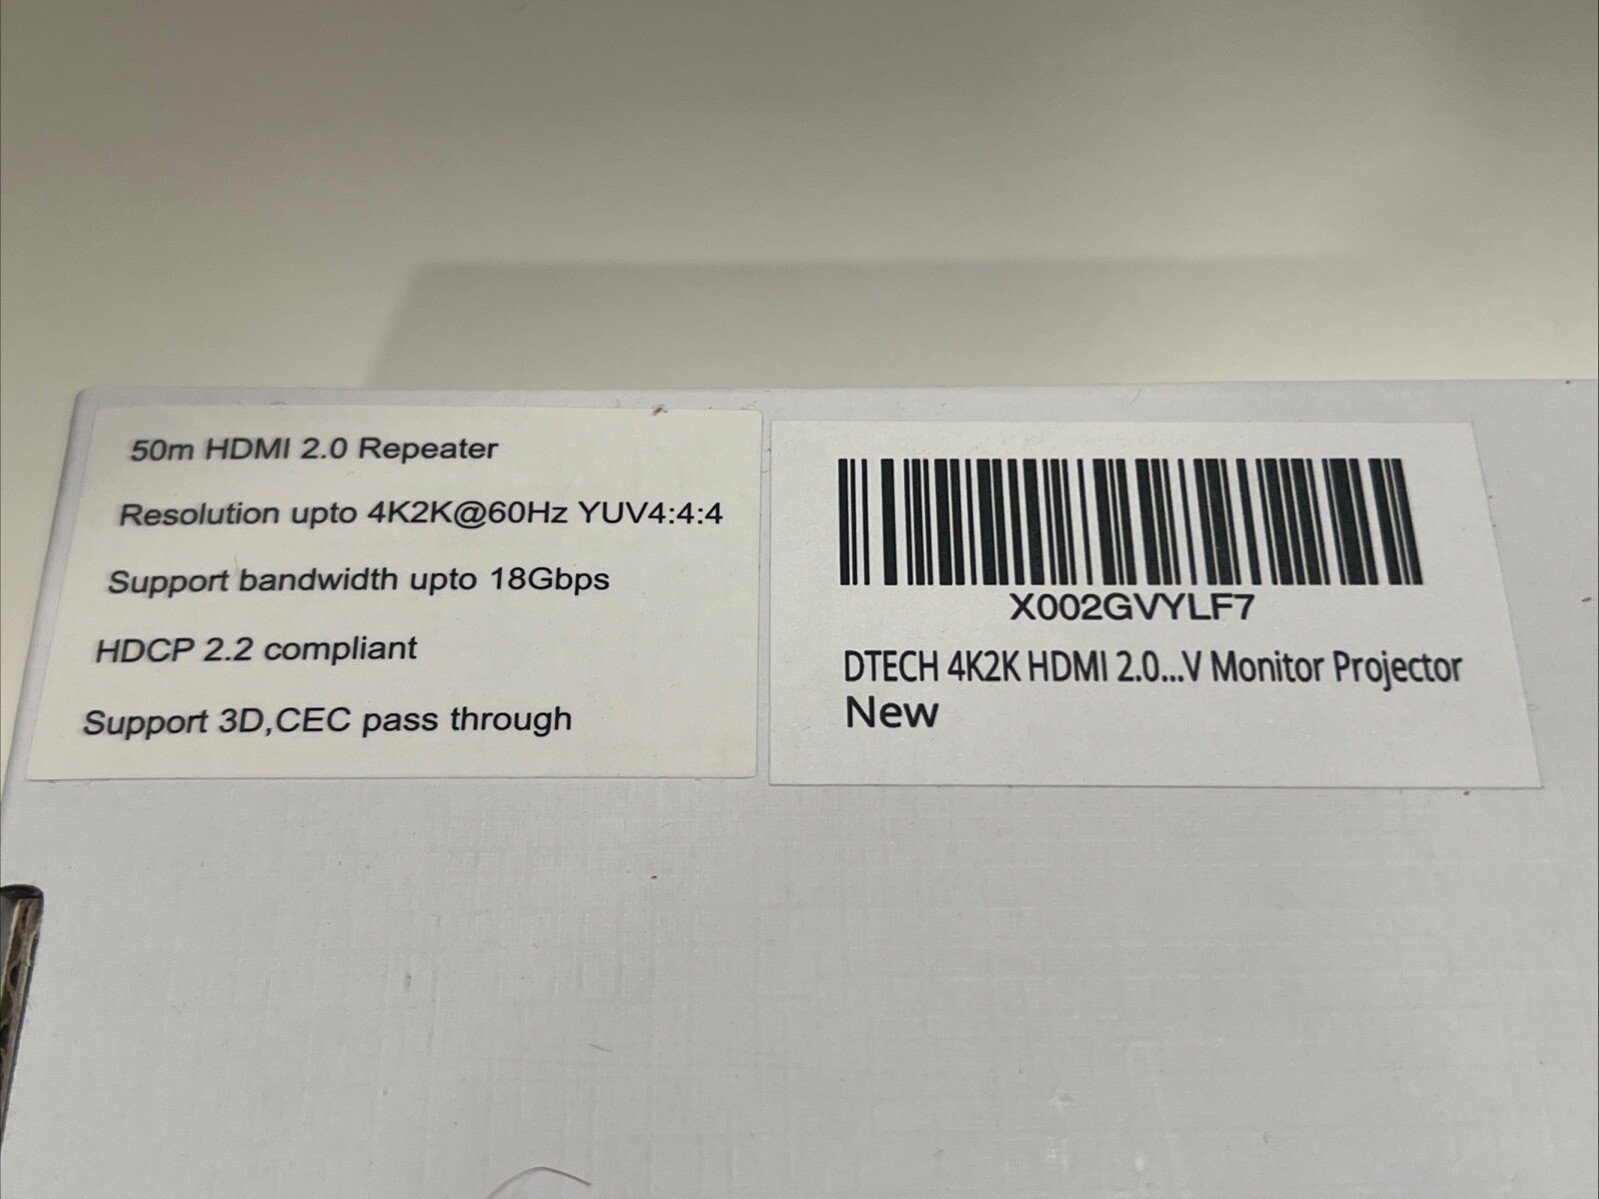 50m HDMI 2.0 Repeater
Resolution upto 4K2K@60Hz YUV4:4:4
Support bandwidth upto 18Gbps
HDCP 2.2 compliant
Support 3D,CEC pass through
X002GVYLF7
DTECH 4K2K HDMI 2.0...V Monitor Projector
New